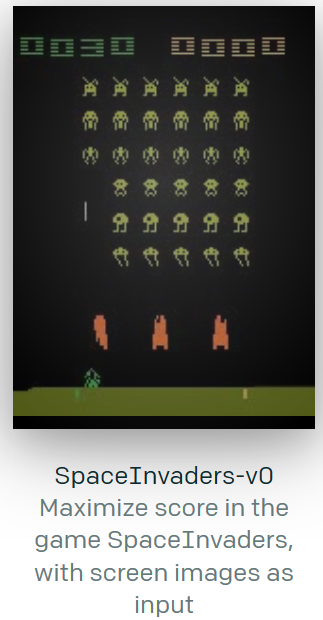 0030 0000
SpaceInvaders-v0
Maximize score in the
game SpaceInvaders,
with screen images as
input